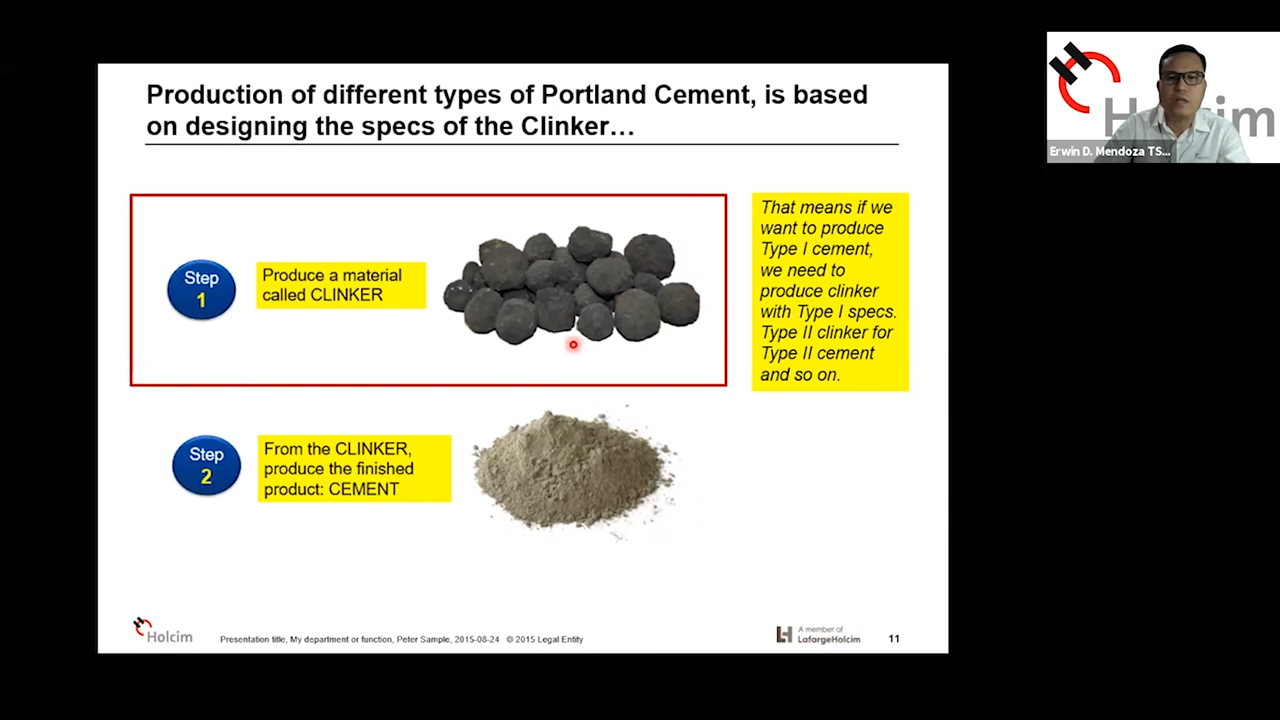 Production of different types of Portland Cement, is based
on designing the specs of the Clinker…
Step
1
Produce a material
called CLINKER
That means if we
want to produce
Type I cement,
we need to
produce clinker
with Type I specs.
Type II clinker for
Type II cement
and so on.
Step
2
From the CLINKER,
produce the finished
product: CEMENT
Holcim
Presentation title, My department or function, Peter Sample, 2015-08-24 © 2015 Legal Entity
A member of
LafargeHolcim
11
Holcim
Erwin D. Mendoza TS...